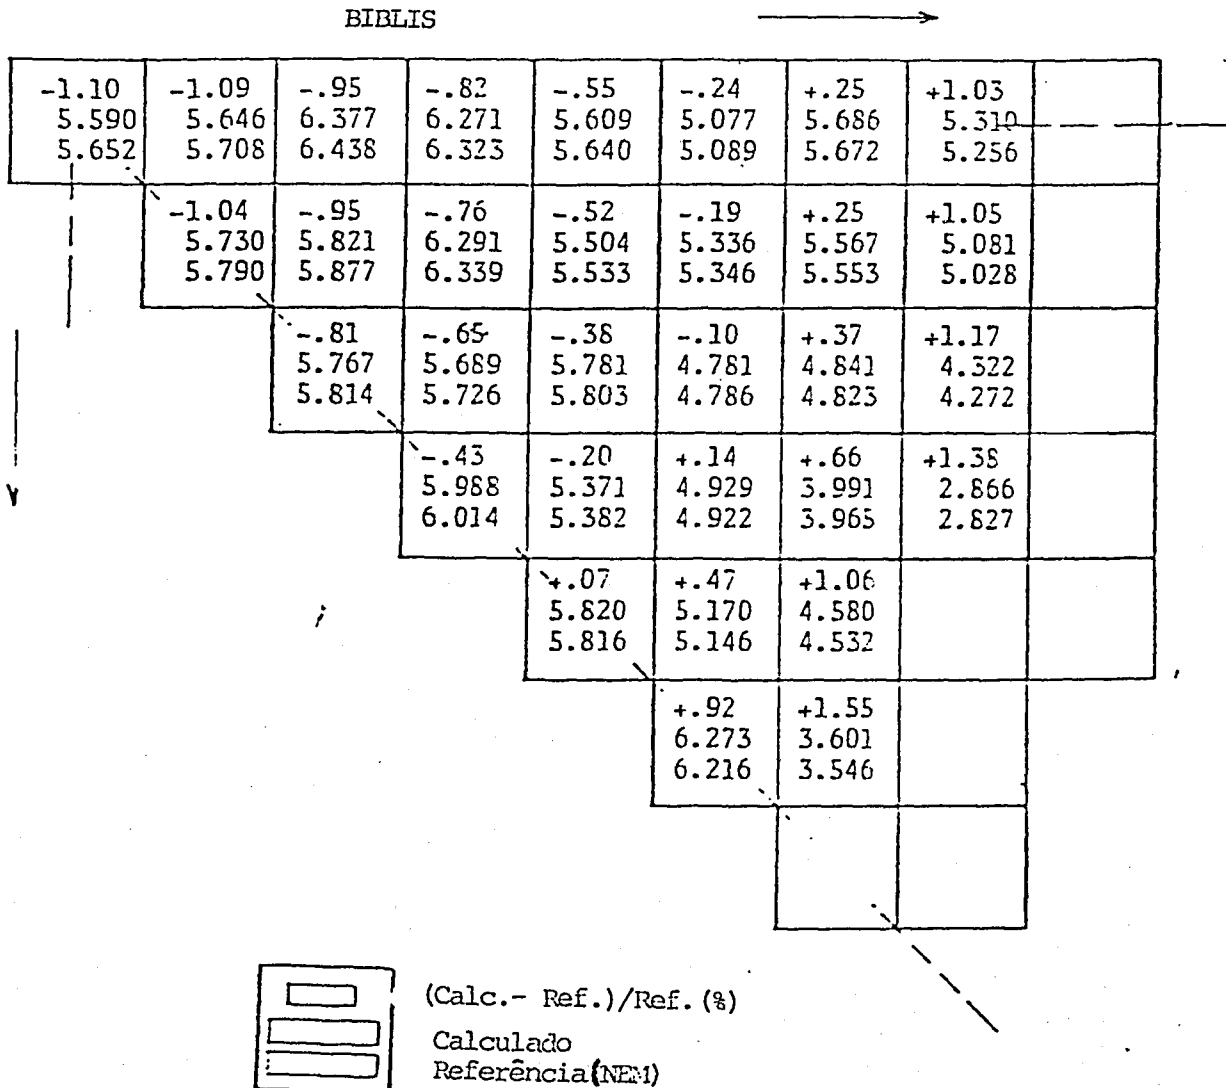 BIBLIS
-1.10 -1.09 -.95 -.82 -.55 -.24 +.25 +1.03
5.590 5.646 6.377 6.271 5.609 5.077 5.686 5.310
5.652 5.708 6.438 6.323 5.640 5.089 5.672 5.256
-1.04 -.95 -.76 -.52 -.19 +.25 +1.05
5.730 5.821 6.291 5.504 5.336 5.567 5.081
5.790 5.877 6.339 5.533 5.346 5.553 5.028
-.81 -.65 -.38 -.10 +.37 +1.17
5.767 5.689 5.781 4.781 4.841 4.322
5.814 5.726 5.803 4.786 4.823 4.272
-.43 -.20 +.14 +.66 +1.38
5.988 5.371 4.929 3.991 2.866
6.014 5.382 4.922 3.965 2.827
+.07 +.47 +1.06
5.820 5.170 4.580
5.816 5.146 4.532
+.92 +1.55
6.273 3.601
6.216 3.546
(Calc.- Ref.)/Ref.(%)
Calculado
Referência(NEM)